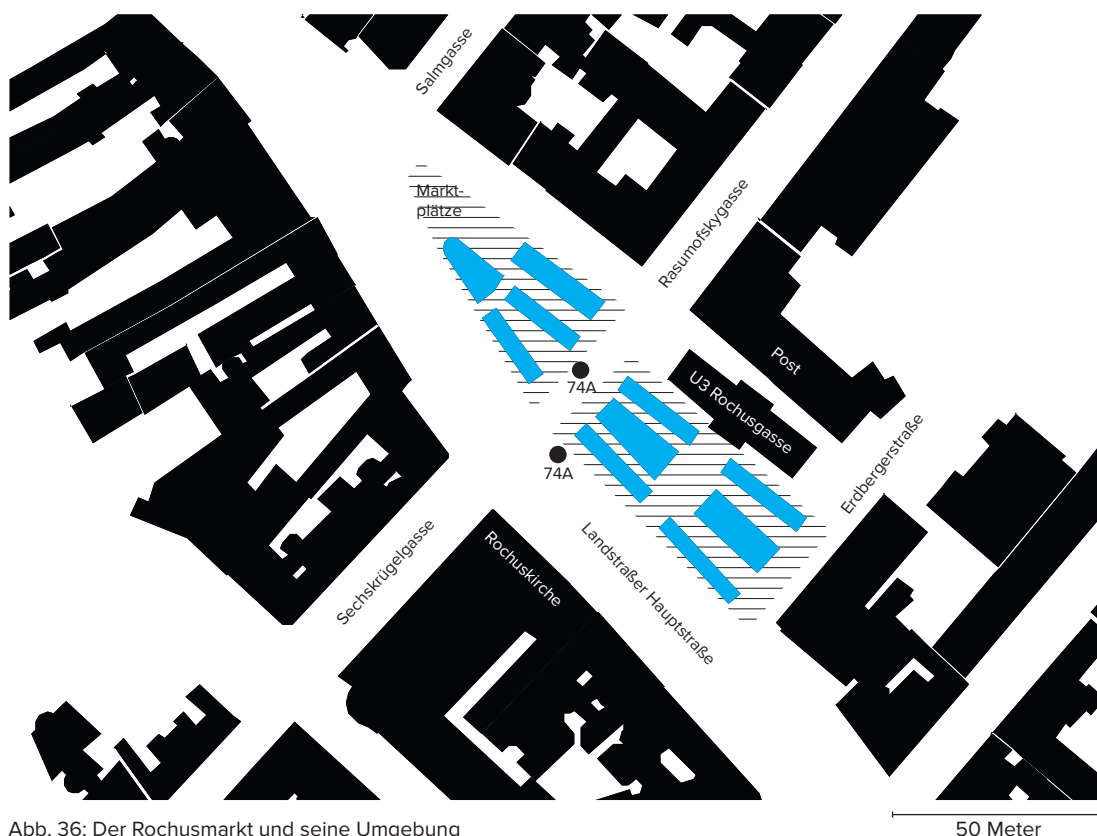 Salmgasse
Markt-
plätze
Rasumofskygasse
Post
74A
U3 Rochusgasse
Erdbergerstraße
74A
Sechskrügelgasse
Rochuskirche
Landstraßer Hauptstraße
Abb. 36: Der Rochusmarkt und seine Umgebung
50 Meter